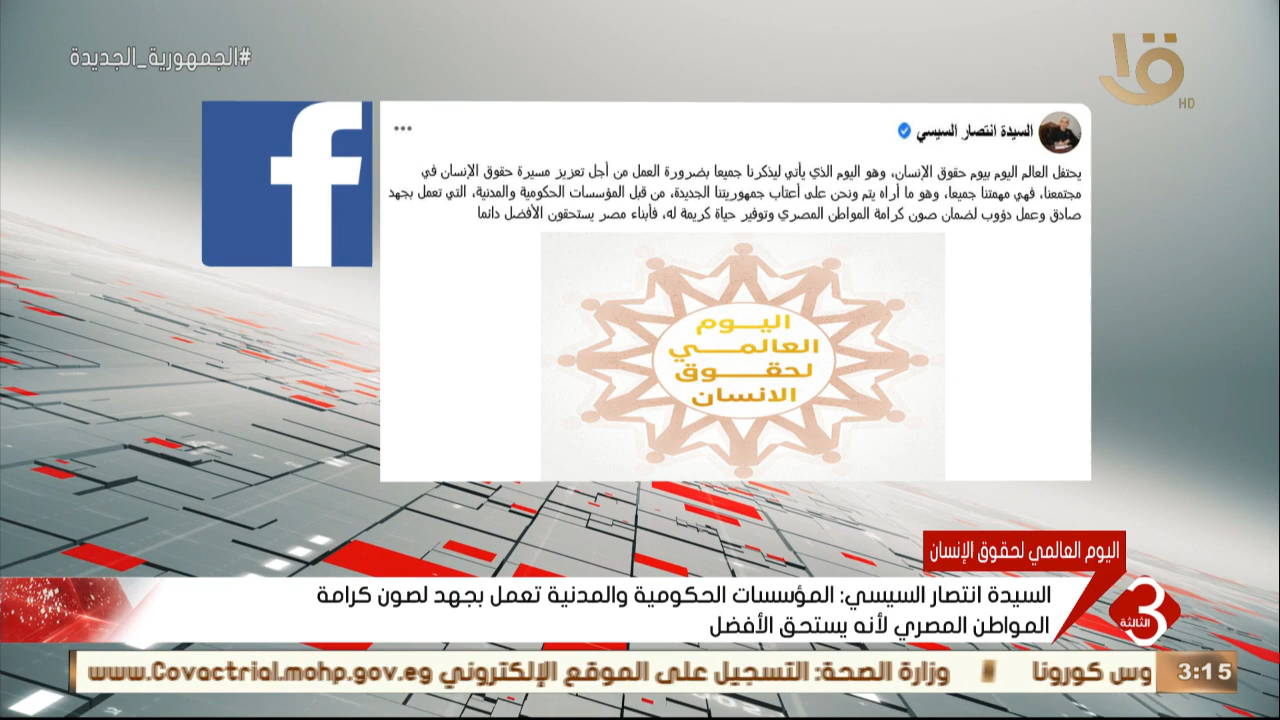 #الجمهورية_الجديدة
HD
السيدة انتصار السيسي
يحتفل العالم اليوم بيوم حقوق الإنسان، وهو اليوم الذي يأتي ليذكرنا جميعا بضرورة العمل من أجل تعزيز مسيرة حقوق الإنسان في
مجتمعنا، فهي مهمتنا جميعا، وهو ما أراه يتم ونحن على أعتاب جمهوريتنا الجديدة، من قبل المؤسسات الحكومية والمدنية، التي تعمل بجهد
صادق وعمل دؤوب لضمان صون كرامة المواطن المصري وتوفير حياة كريمة له، فأبناء مصر يستحقون الأفضل دائما
اليوم
العالمي
لحقوق
الانسان
اليوم العالمي لحقوق الإنسان
السيدة انتصار السيسي: المؤسسات الحكومية والمدنية تعمل بجهد لصون كرامة
المواطن المصري لأنه يستحق الأفضل
3 الثالثة
3:15 وس كورونا وزارة الصحة: التسجيل على الموقع الإلكتروني www.Covactrial.mohp.gov.eg